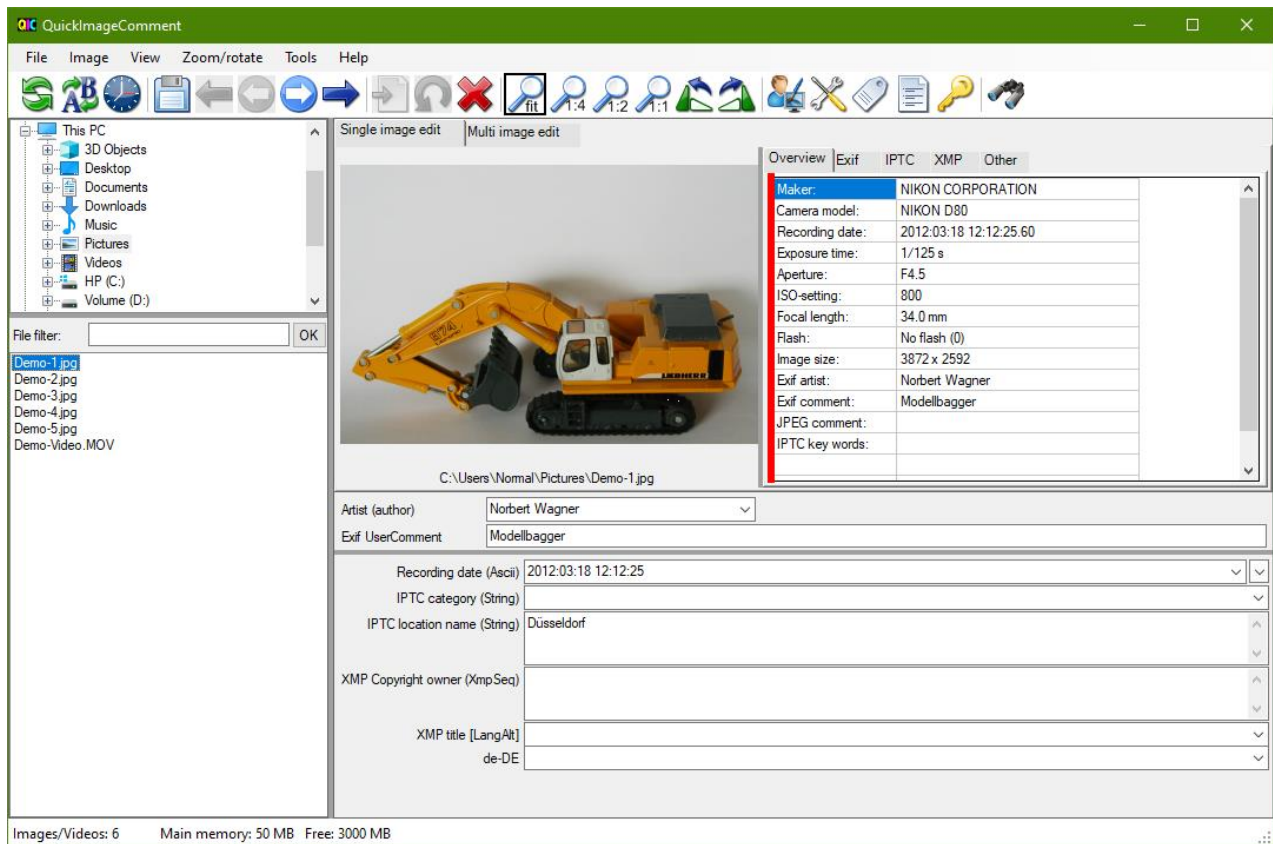 QuickImageComment
File Image View Zoom/rotate Tools Help
AB fit 1:4 1:2 1:1
This PC
3D Objects
Desktop
Documents
Downloads
Music
Pictures
Videos
HP (C:)
Volume (D:)
File filter: OK
Demo-1.jpg
Demo-2.jpg
Demo-3.jpg
Demo-4.jpg
Demo-5.jpg
Demo-Video.MOV
Single image edit Multi image edit
974
LIEBHERR
C:\Users\Normal\Pictures\Demo-1.jpg
Overview Exif IPTC XMP Other
Maker: NIKON CORPORATION
Camera model: NIKON D80
Recording date: 2012:03:18 12:12:25.60
Exposure time: 1/125 s
Aperture: F4.5
ISO-setting: 800
Focal length: 34.0 mm
Flash: No flash (0)
Image size: 3872 x 2592
Exif artist: Norbert Wagner
Exif comment: Modellbagger
JPEG comment:
IPTC key words:
Artist (author) Norbert Wagner
Exif UserComment Modellbagger
Recording date (Ascii) 2012:03:18 12:12:25
IPTC category (String)
IPTC location name (String) Düsseldorf
XMP Copyright owner (XmpSeq)
XMP title [LangAlt]
de-DE
Images/Videos: 6 Main memory: 50 MB Free: 3000 MB